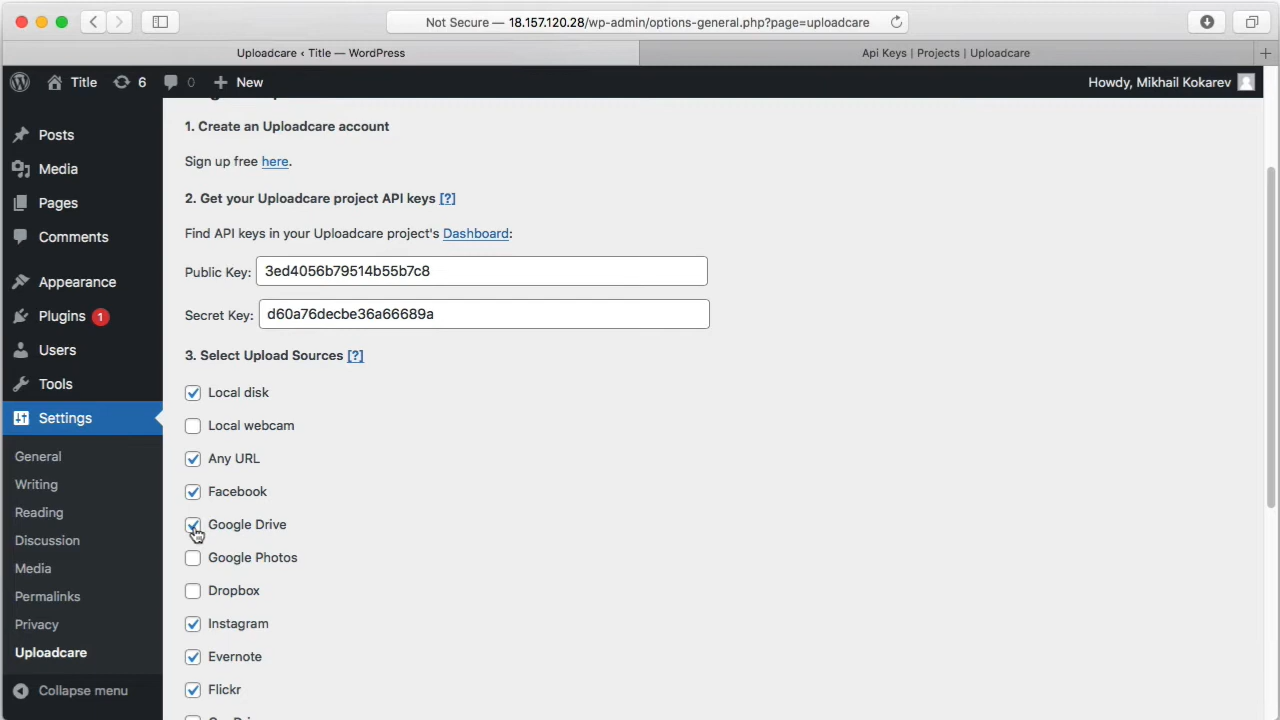 Not Secure — 18.157.120.28/wp-admin/options-general.php?page=uploadcare
Uploadcare ‹ Title — WordPress
Api Keys | Projects | Uploadcare
Title
6
0
New
Howdy, Mikhail Kokarev
Posts
Media
Pages
Comments
Appearance
Plugins 1
Users
Tools
Settings
General
Writing
Reading
Discussion
Media
Permalinks
Privacy
Uploadcare
Collapse menu
1. Create an Uploadcare account
Sign up free here.
2. Get your Uploadcare project API keys [?]
Find API keys in your Uploadcare project's Dashboard:
Public Key: 3ed4056b79514b55b7c8
Secret Key: d60a76decbe36a66689a
3. Select Upload Sources [?]
Local disk
Local webcam
Any URL
Facebook
Google Drive
Google Photos
Dropbox
Instagram
Evernote
Flickr